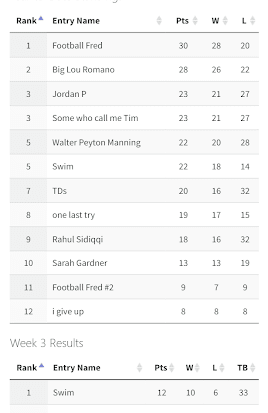 Rank Entry Name Pts W L
1 Football Fred 30 28 20
2 Big Lou Romano 28 26 22
3 Jordan P 23 21 27
3 Some who call me Tim 23 21 27
5 Walter Peyton Manning 22 20 28
5 Swim 22 18 14
7 TDs 20 16 32
8 one last try 19 17 15
9 Rahul Sidiqqi 18 16 32
10 Sarah Gardner 13 13 19
11 Football Fred #2 9 7 9
12 i give up 8 8 8
Week 3 Results
Rank Entry Name Pts W L TB
1 Swim 12 10 6 33